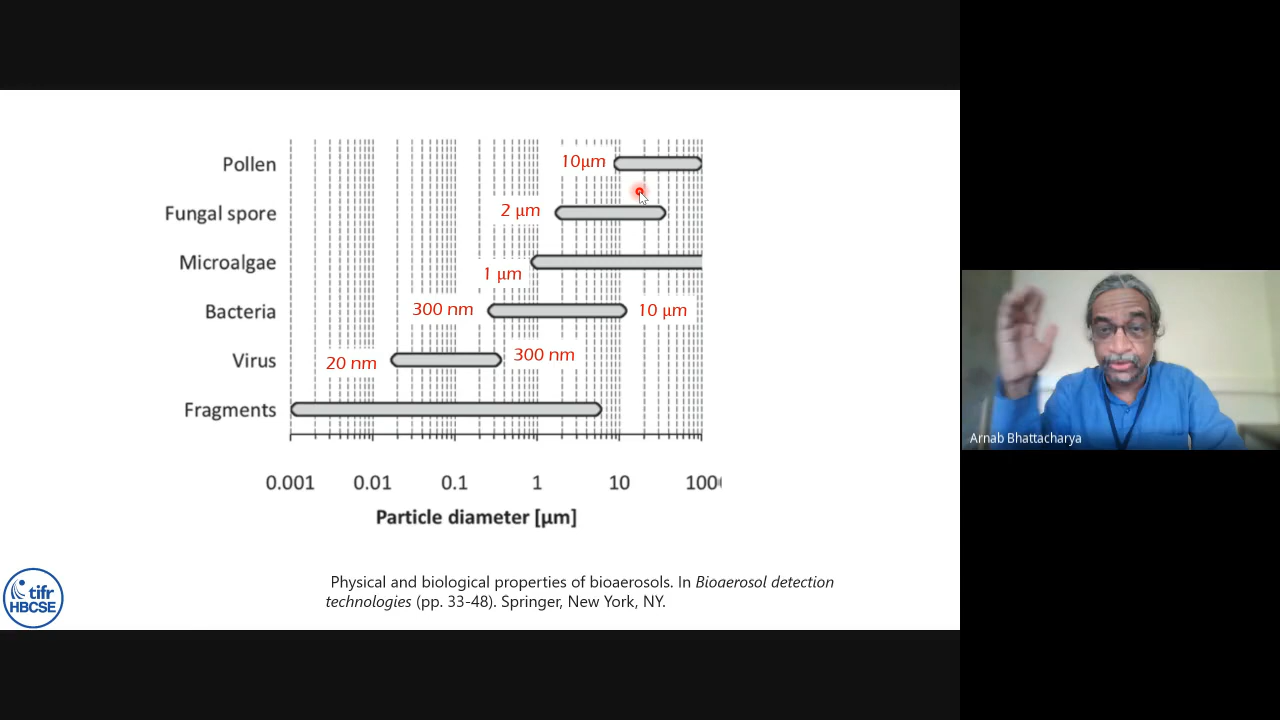 Pollen
10µm
Fungal spore
2 µm
Microalgae
1 µm
Bacteria
300 nm
10 µm
Virus
20 nm
300 nm
Fragments
0.001 0.01 0.1 1 10 100
Particle diameter [µm]
Physical and biological properties of bioaerosols. In Bioaerosol detection
technologies (pp. 33-48). Springer, New York, NY.
tifr
HBCSE
Arnab Bhattacharya